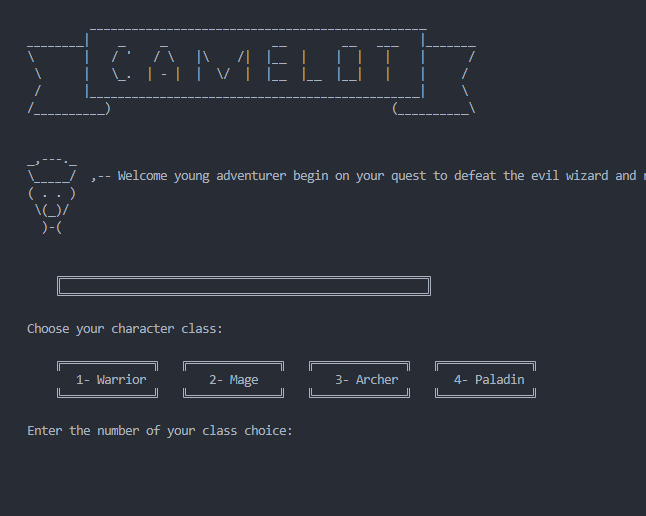 CAMELOT
,-- Welcome young adventurer begin on your quest to defeat the evil wizard and
Choose your character class:
1- Warrior
2- Mage
3- Archer
4- Paladin
Enter the number of your class choice: